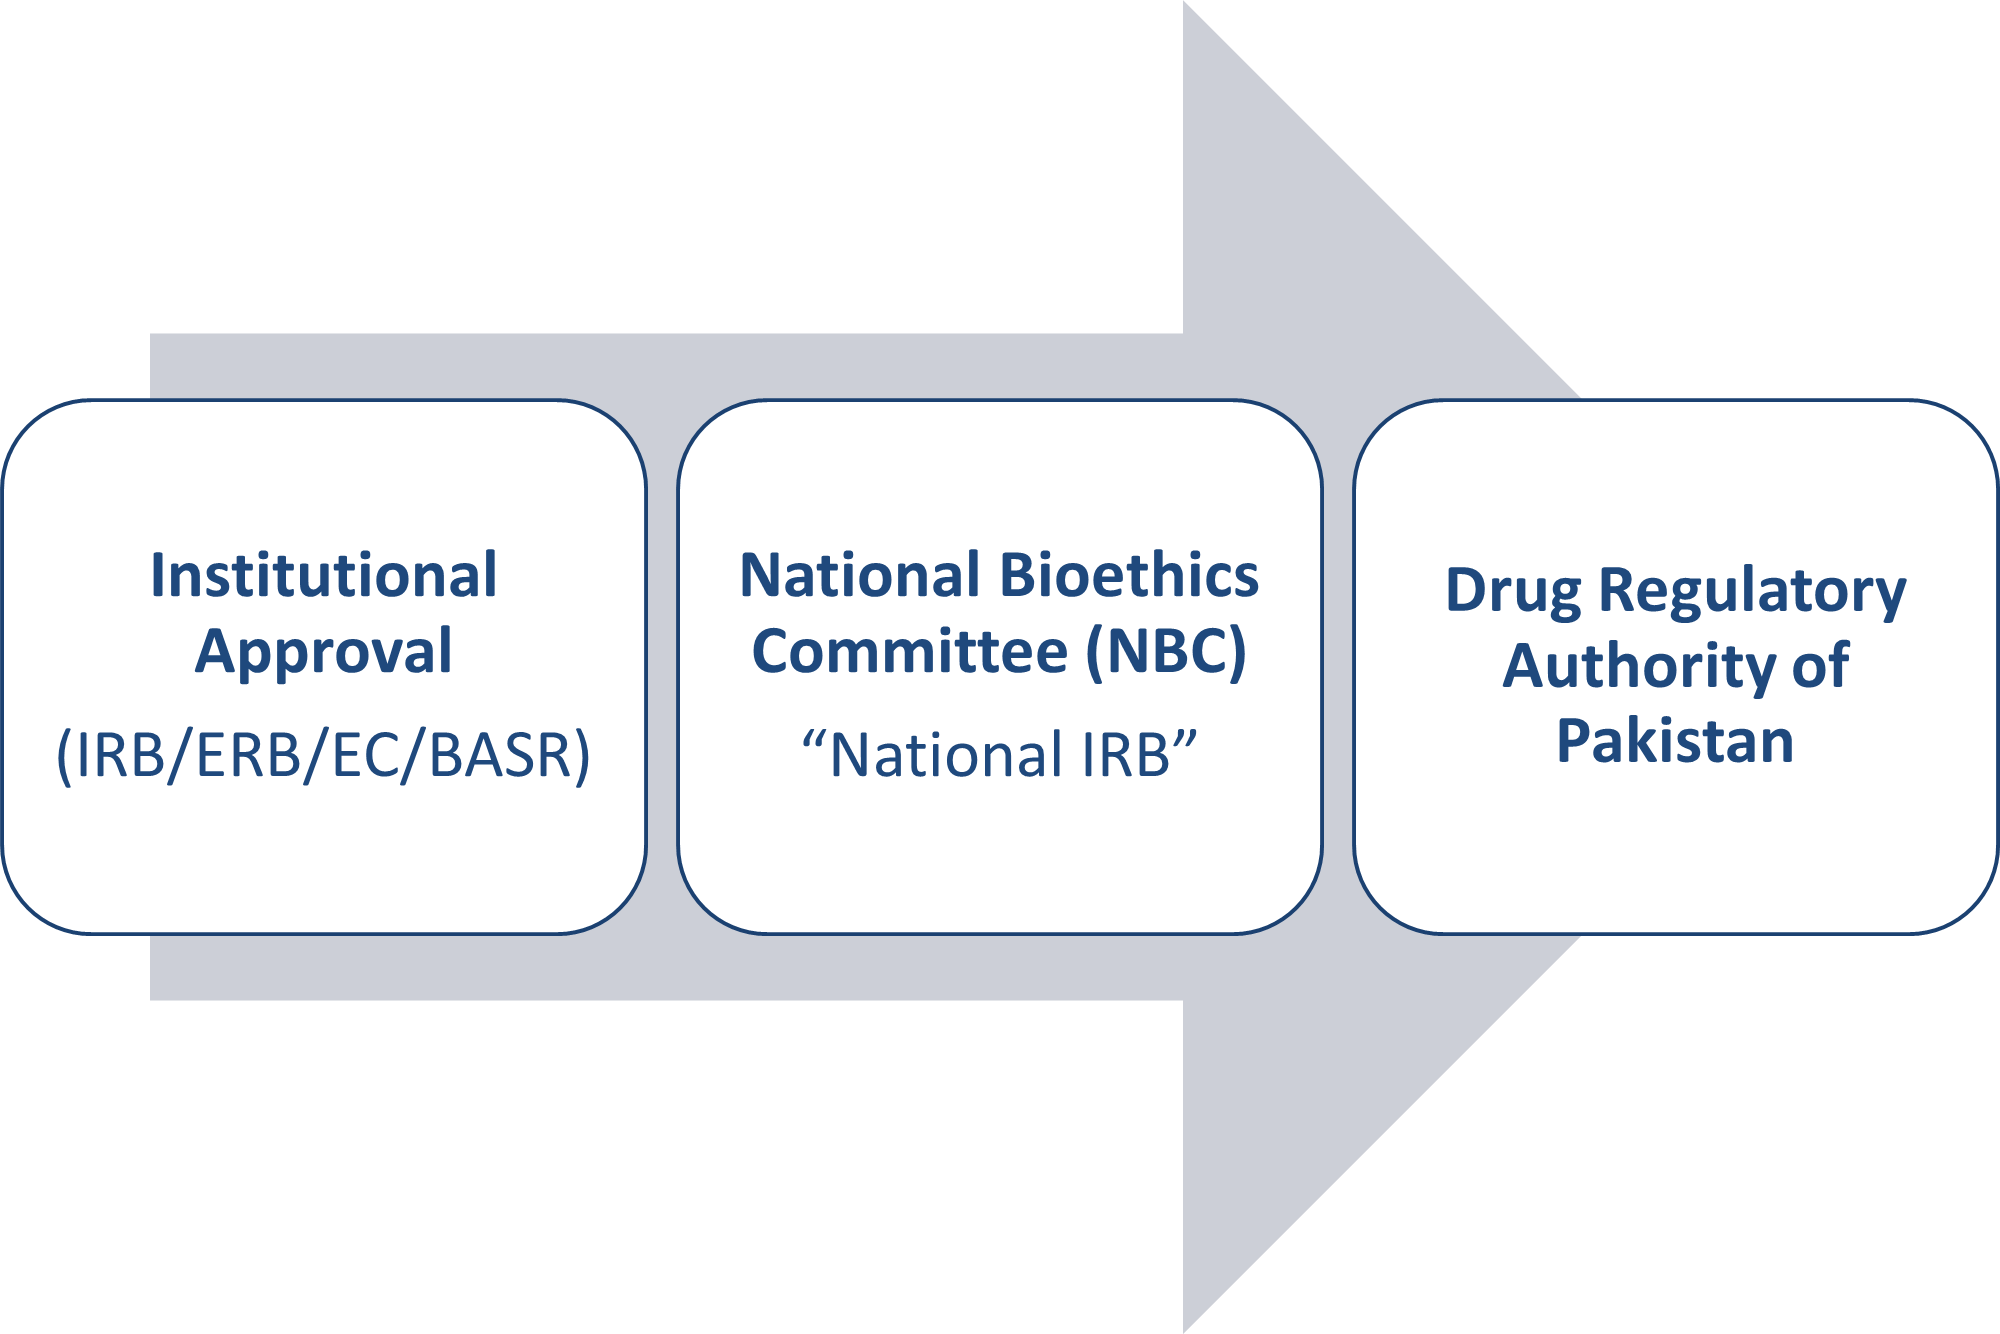 Institutional
Approval
(IRB/ERB/EC/BASR)
National Bioethics
Committee (NBC)
“National IRB”
Drug Regulatory
Authority of
Pakistan